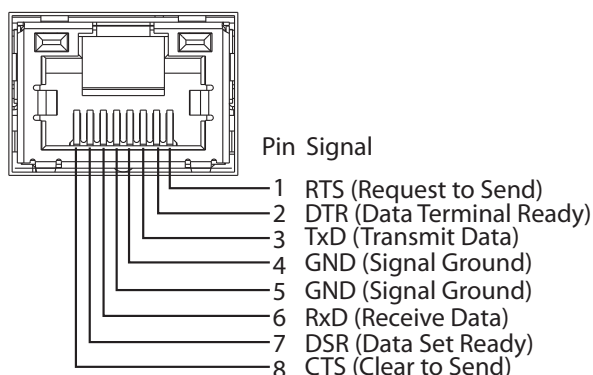 Pin Signal
1 RTS (Request to Send)
2 DTR (Data Terminal Ready)
3 TxD (Transmit Data)
4 GND (Signal Ground)
5 GND (Signal Ground)
6 RxD (Receive Data)
7 DSR (Data Set Ready)
8 CTS (Clear to Send)